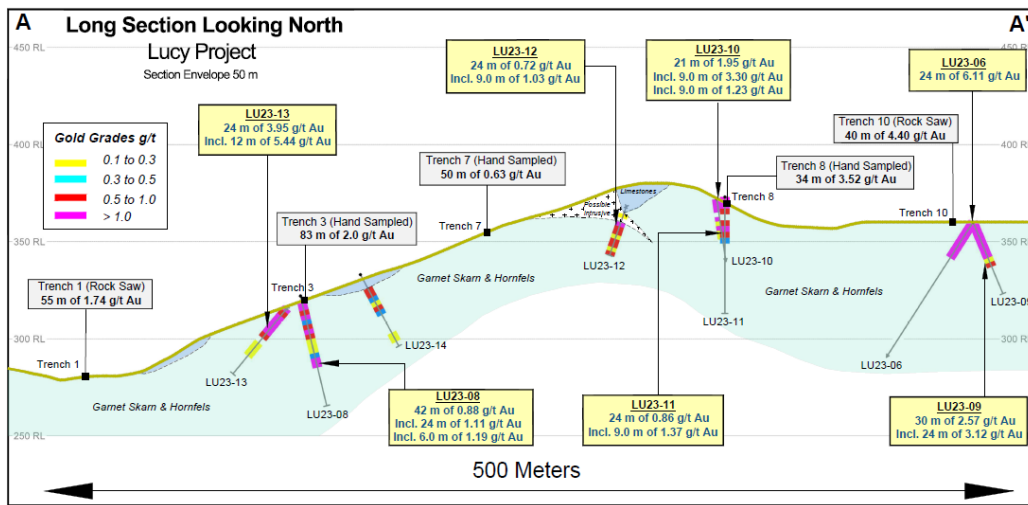 A
Long Section Looking North
A'
Lucy Project
Section Envelope 50 m
450 RL
450
400 RL
400
350 RL
350
300 RL
300 RL
250 RL
250
Gold Grades g/t
0.1 to 0.3
0.3 to 0.5
0.5 to 1.0
> 1.0
LU23-13
24 m of 3.95 g/t Au
Incl. 12 m of 5.44 g/t Au
LU23-12
24 m of 0.72 g/t Au
Incl. 9.0 m of 1.03 g/t Au
LU23-10
21 m of 1.95 g/t Au
Incl. 9.0 m of 3.30 g/t Au
Incl. 9.0 m of 1.23 g/t Au
LU23-06
24 m of 6.11 g/t Au
Trench 10 (Rock Saw)
40 m of 4.40 g/t Au
Trench 7 (Hand Sampled)
50 m of 0.63 g/t Au
Trench 8 (Hand Sampled)
34 m of 3.52 g/t Au
Trench 3 (Hand Sampled)
83 m of 2.0 g/t Au
Trench 1 (Rock Saw)
55 m of 1.74 g/t Au
Limestones
Possible
Intrusive
Trench 8
Trench 7
Trench 10
Trench 3
Trench 1
LU23-12
LU23-10
LU23-11
LU23-09
LU23-06
LU23-14
LU23-13
LU23-08
Garnet Skarn & Hornfels
Garnet Skarn & Hornfels
Garnet Skarn & Hornfels
LU23-08
42 m of 0.88 g/t Au
Incl. 24 m of 1.11 g/t Au
Incl. 6.0 m of 1.19 g/t Au
LU23-11
24 m of 0.86 g/t Au
Incl. 9.0 m of 1.37 g/t Au
LU23-09
30 m of 2.57 g/t Au
Incl. 24 m of 3.12 g/t Au
500 Meters